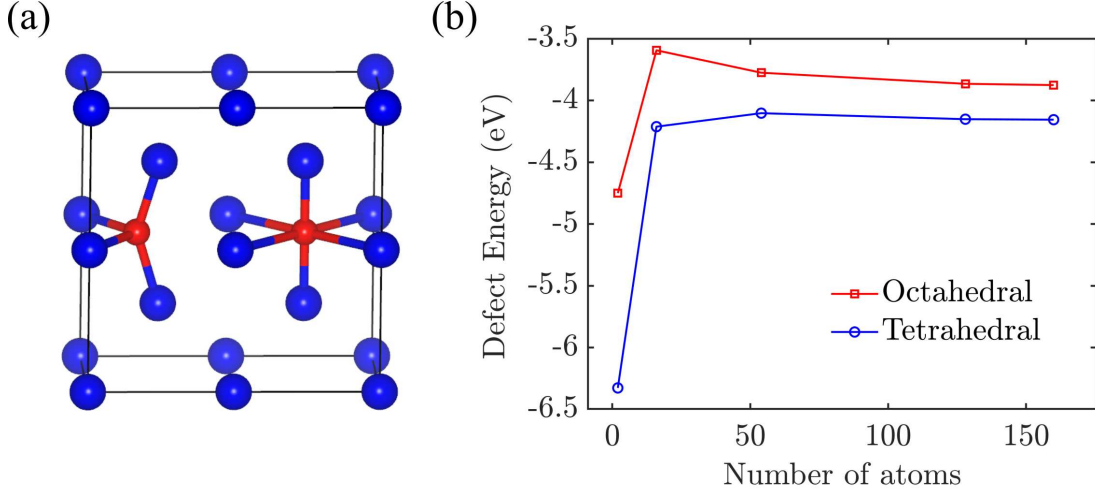 (a)
(b)
-3.5
-4
-4.5
-5
-5.5
-6
-6.5
Defect Energy (eV)
Octahedral
Tetrahedral
0
50
100
150
Number of atoms